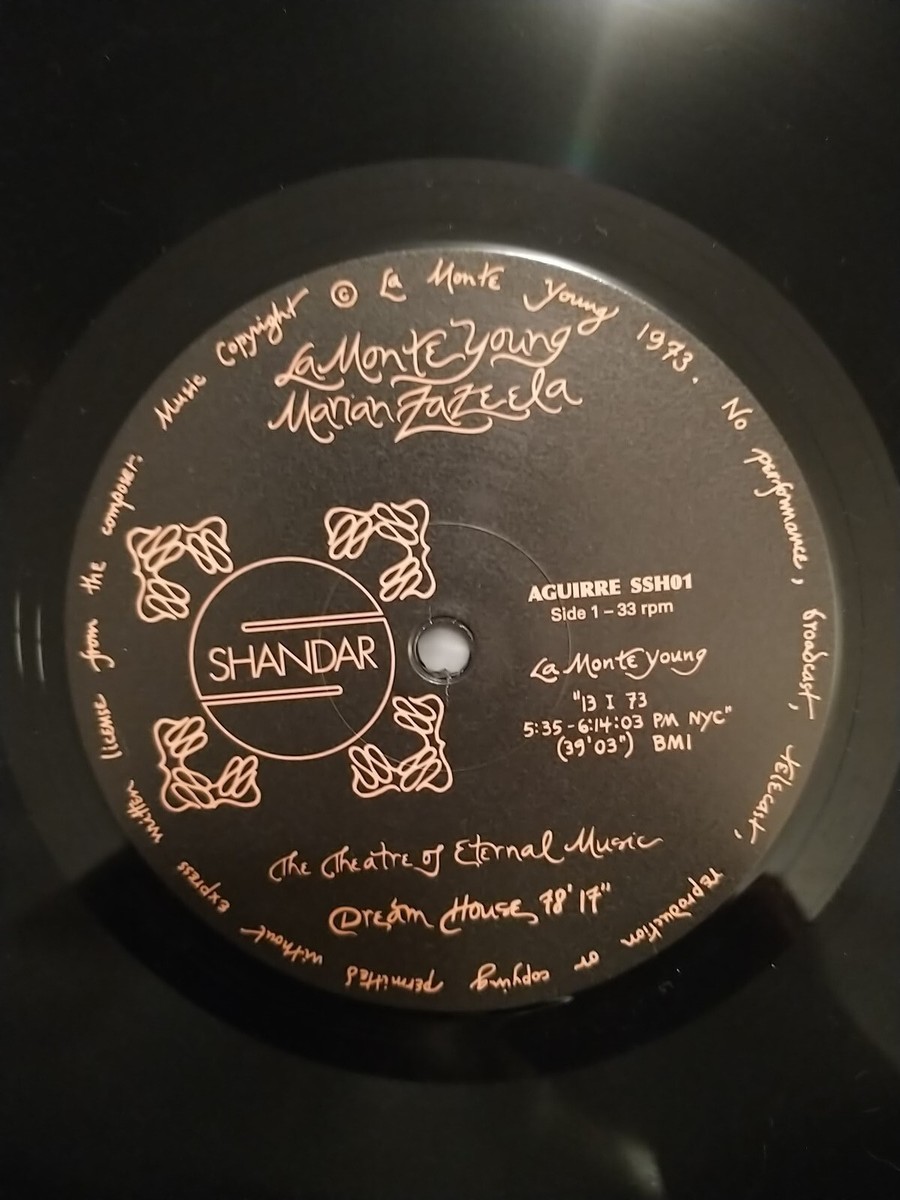 Music Copyright © La Monte Young 1973. No performance, broadcast, telecast, reproduction or copying permitted without express written license from the composer.
La Monte Young
Marian Zazeela
SHANDAR
AGUIRRE SSH01
Side 1 – 33 rpm
La Monte Young
"13 I 73
5:35 - 6:14:03 PM NYC"
(39'03") BMI
The Theatre of Eternal Music
Dream House 78'17"